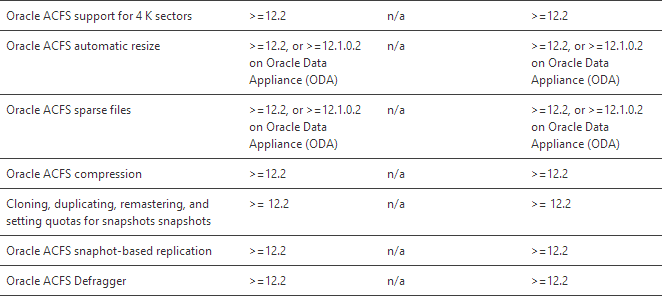 Oracle ACFS support for 4 K sectors >=12.2 n/a >=12.2
Oracle ACFS automatic resize >=12.2, or >=12.1.0.2 n/a >=12.2, or >=12.1.0.2
on Oracle Data on Oracle Data
Appliance (ODA) Appliance (ODA)
Oracle ACFS sparse files >=12.2, or >=12.1.0.2 n/a >=12.2, or >=12.1.0.2
on Oracle Data on Oracle Data
Appliance (ODA) Appliance (ODA)
Oracle ACFS compression >=12.2 n/a >=12.2
Cloning, duplicating, remastering, and >= 12.2 n/a >= 12.2
setting quotas for snapshots snapshots
Oracle ACFS snaphot-based replication >=12.2 n/a >=12.2
Oracle ACFS Defragger >=12.2 n/a >=12.2